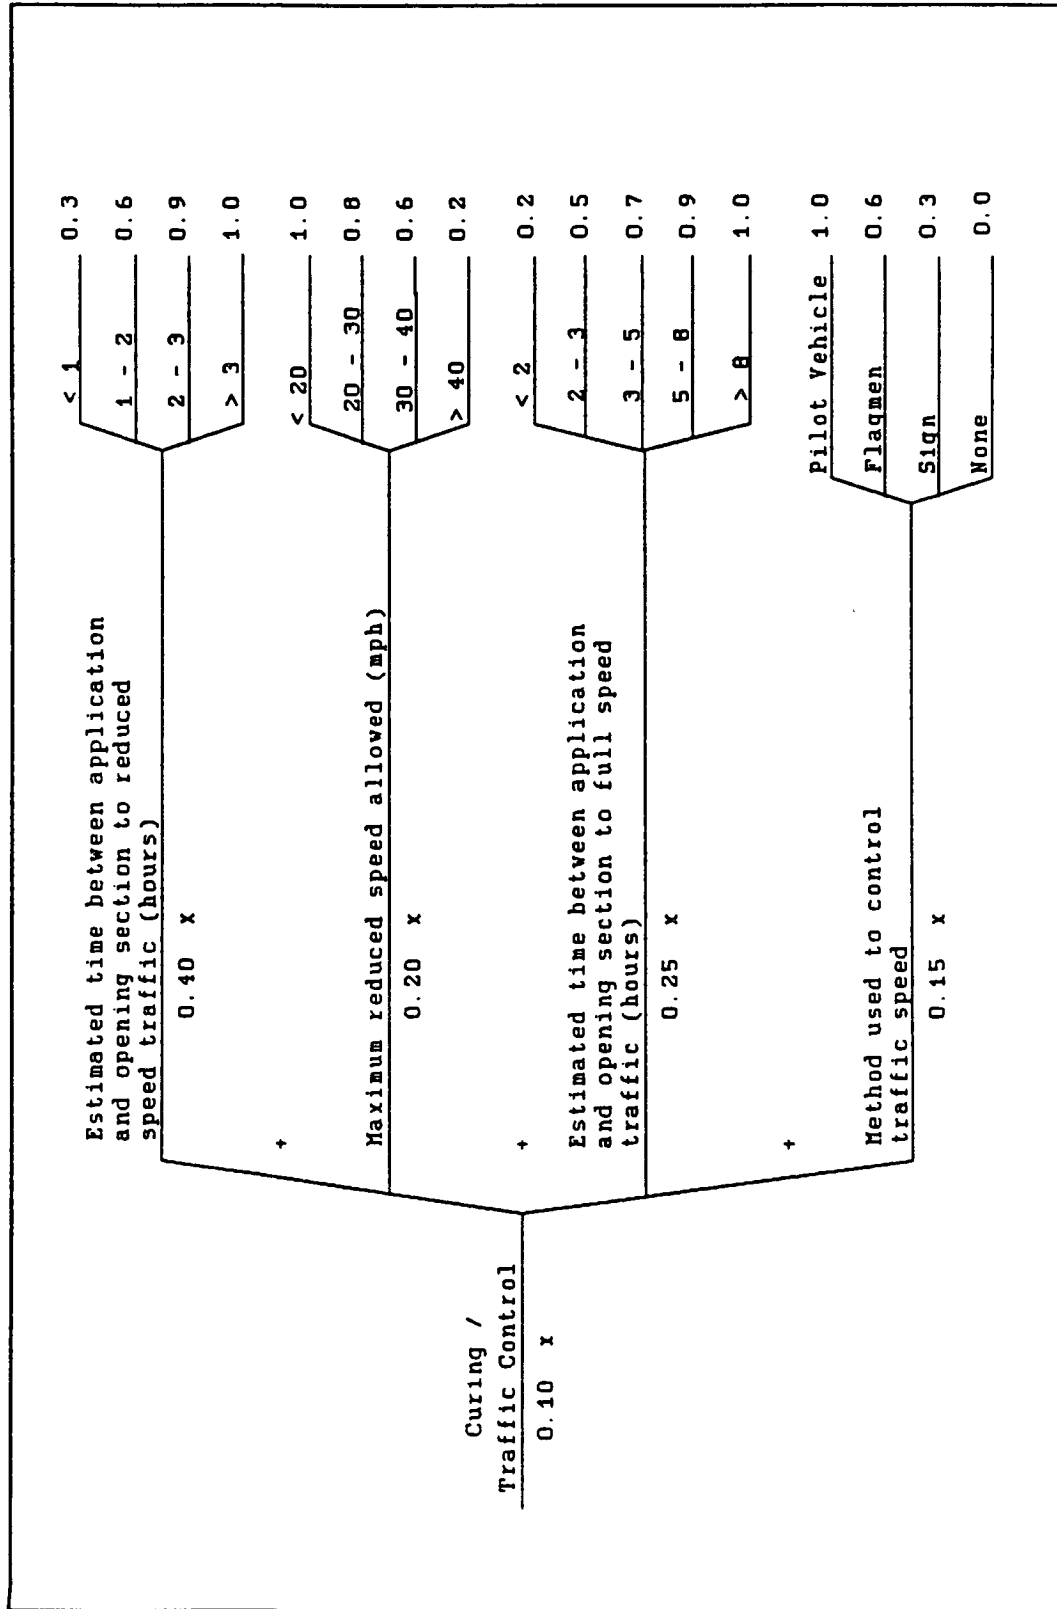 Estimated time between application
and opening section to reduced
speed traffic (hours)
0.40 x
< 1 0.3
1 - 2 0.6
2 - 3 0.9
> 3 1.0
+
Maximum reduced speed allowed (mph)
0.20 x
< 20 1.0
20 - 30 0.8
30 - 40 0.6
> 40 0.2
Curing /
Traffic Control
0.10 x
+
Estimated time between application
and opening section to full speed
traffic (hours)
0.25 x
< 2 0.2
2 - 3 0.5
3 - 5 0.7
5 - 8 0.9
> 8 1.0
+
Method used to control
traffic speed
0.15 x
Pilot Vehicle 1.0
Flagmen 0.6
Sign 0.3
None 0.0